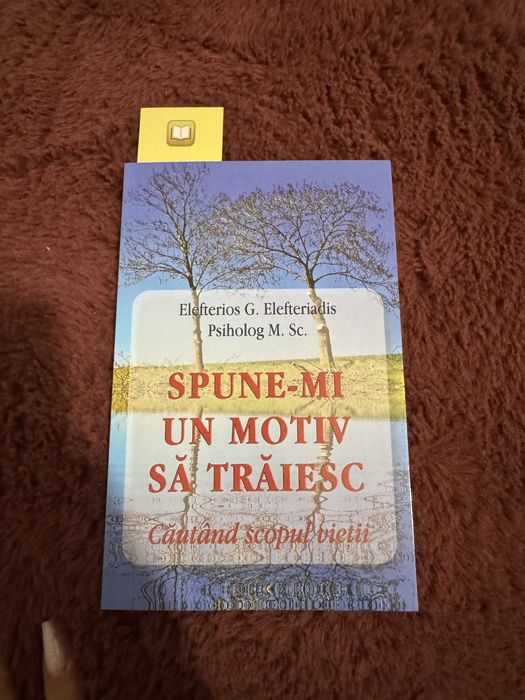 Elefterios G. Elefteriadis
Psiholog M. Sc.
SPUNE-MI
UN MOTIV
SĂ TRĂIESC
Căutând scopul vieții